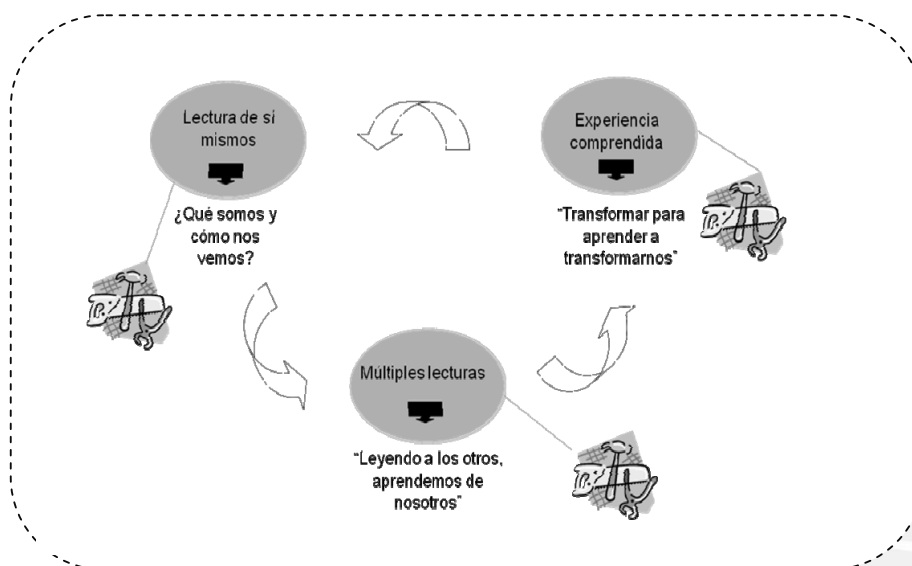 Lectura de sí
mismos
¿Qué somos y
cómo nos
vemos?
Experiencia
comprendida
"Transformar para
aprender a
transformarnos"
Múltiples lecturas
"Leyendo a los otros,
aprendemos de
nosotros"